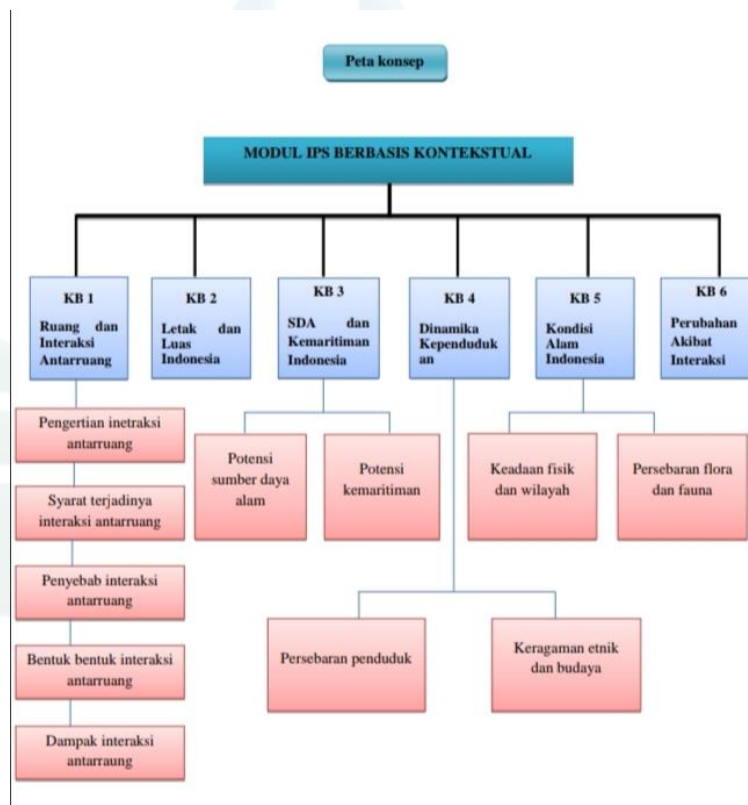 Peta konsep
MODUL IPS BERBASIS KONTEKSTUAL
KB 1
Ruang dan
Interaksi
Antarruang
KB 2
Letak dan
Luas
Indonesia
KB 3
SDA dan
Kemaritiman
Indonesia
KB 4
Dinamika
Kependuduk
an
KB 5
Kondisi
Alam
Indonesia
KB 6
Perubahan
Akibat
Interaksi
Pengertian inetraksi
antarruang
Syarat terjadinya
interaksi antarruang
Penyebab interaksi
antarruang
Bentuk bentuk interaksi
antarruang
Dampak interaksi
antarraung
Potensi
sumber daya
alam
Potensi
kemaritiman
Persebaran penduduk
Keragaman etnik
dan budaya
Keadaan fisik
dan wilayah
Persebaran flora
dan fauna